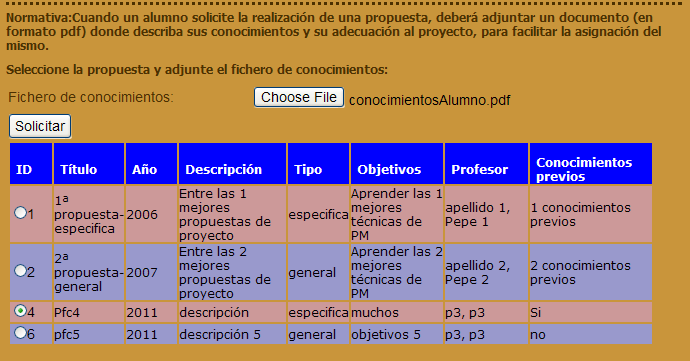 Normativa:Cuando un alumno solicite la realización de una propuesta, deberá adjuntar un documento (en
formato pdf) donde describa sus conocimientos y su adecuación al proyecto, para facilitar la asignación del
mismo.
Seleccione la propuesta y adjunte el fichero de conocimientos:
Fichero de conocimientos: Choose File conocimientosAlumno.pdf
Solicitar
ID Título Año Descripción Tipo Objetivos Profesor Conocimientos
previos
1 1ª
propuesta-
especifica 2006 Entre las 1
mejores
propuestas de
proyecto especifica Aprender las 1
mejores
técnicas de
PM apellido 1,
Pepe 1 1 conocimientos
previos
2 2ª
propuesta-
general 2007 Entre las 2
mejores
propuestas de
proyecto general Aprender las 2
mejores
técnicas de
PM apellido 2,
Pepe 2 2 conocimientos
previos
4 Pfc4 2011 descripción especifica muchos p3, p3 Si
6 pfc5 2011 descripción 5 general objetivos 5 p3, p3 no